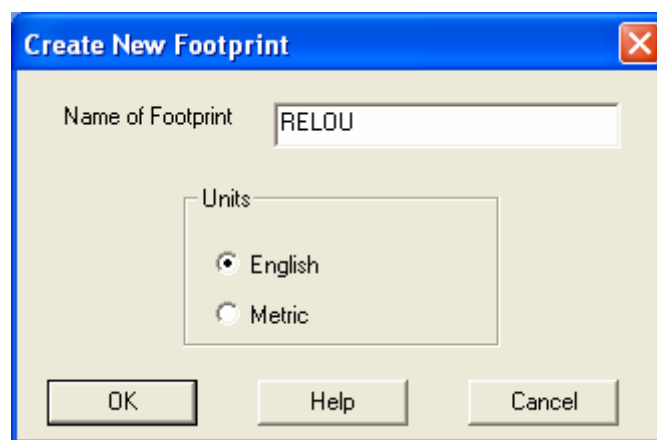 Create New Footprint
Name of Footprint RELOU
Units
English
Metric
OK Help Cancel